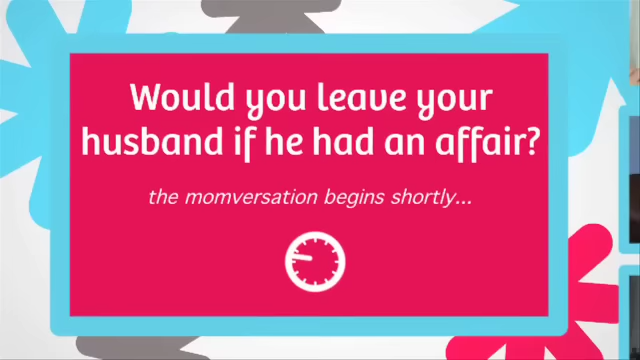 Would you leave your
husband if he had an affair?
the momversation begins shortly...